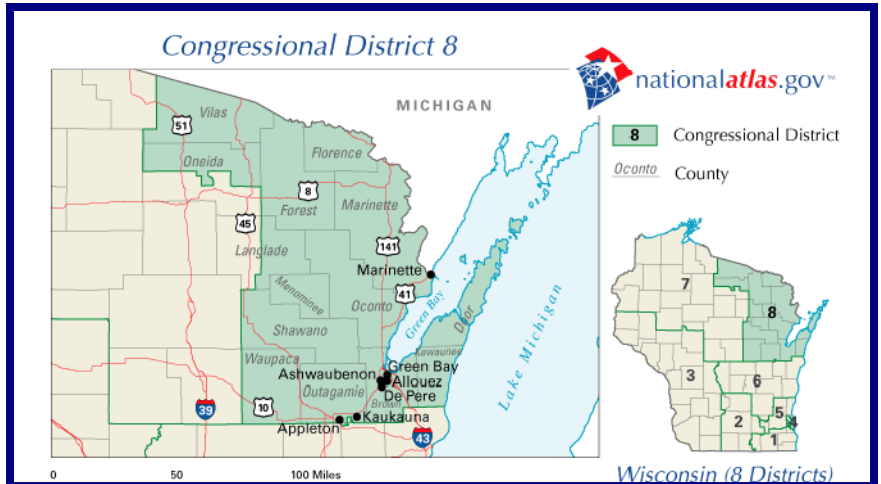 Congressional District 8
nationalatlas.gov™
MICHIGAN
8 Congressional District
Oconto County
Vilas
51
Oneida
Florence
8
Forest
Marinette
45
Langlade
141
Marinette
41
Menominee
Oconto
Green Bay
Door
Lake Michigan
Shawano
Waupaca
Kewaunee
Green Bay
Ashwaubenon
Allouez
Outagamie
De Pere
Brown
39
10
Kaukauna
Appleton
43
0 50 100 Miles
7
8
3
6
5
4
2
1
Wisconsin (8 Districts)